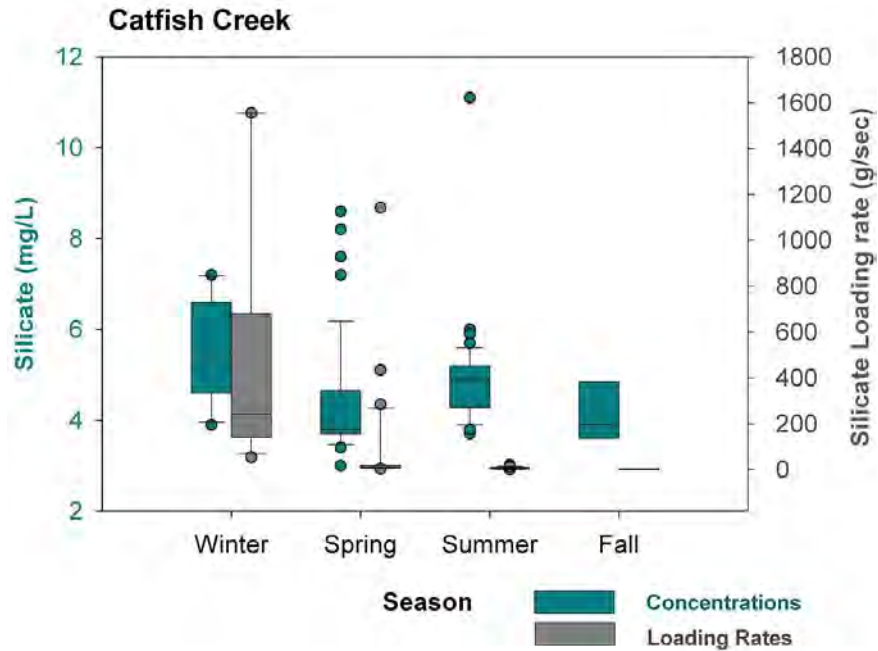 Catfish Creek
Silicate (mg/L)
12
10
8
6
4
2
1800
1600
1400
1200
1000
800
600
400
200
0
Silicate Loading rate (g/sec)
Winter Spring Summer Fall
Season
Concentrations
Loading Rates